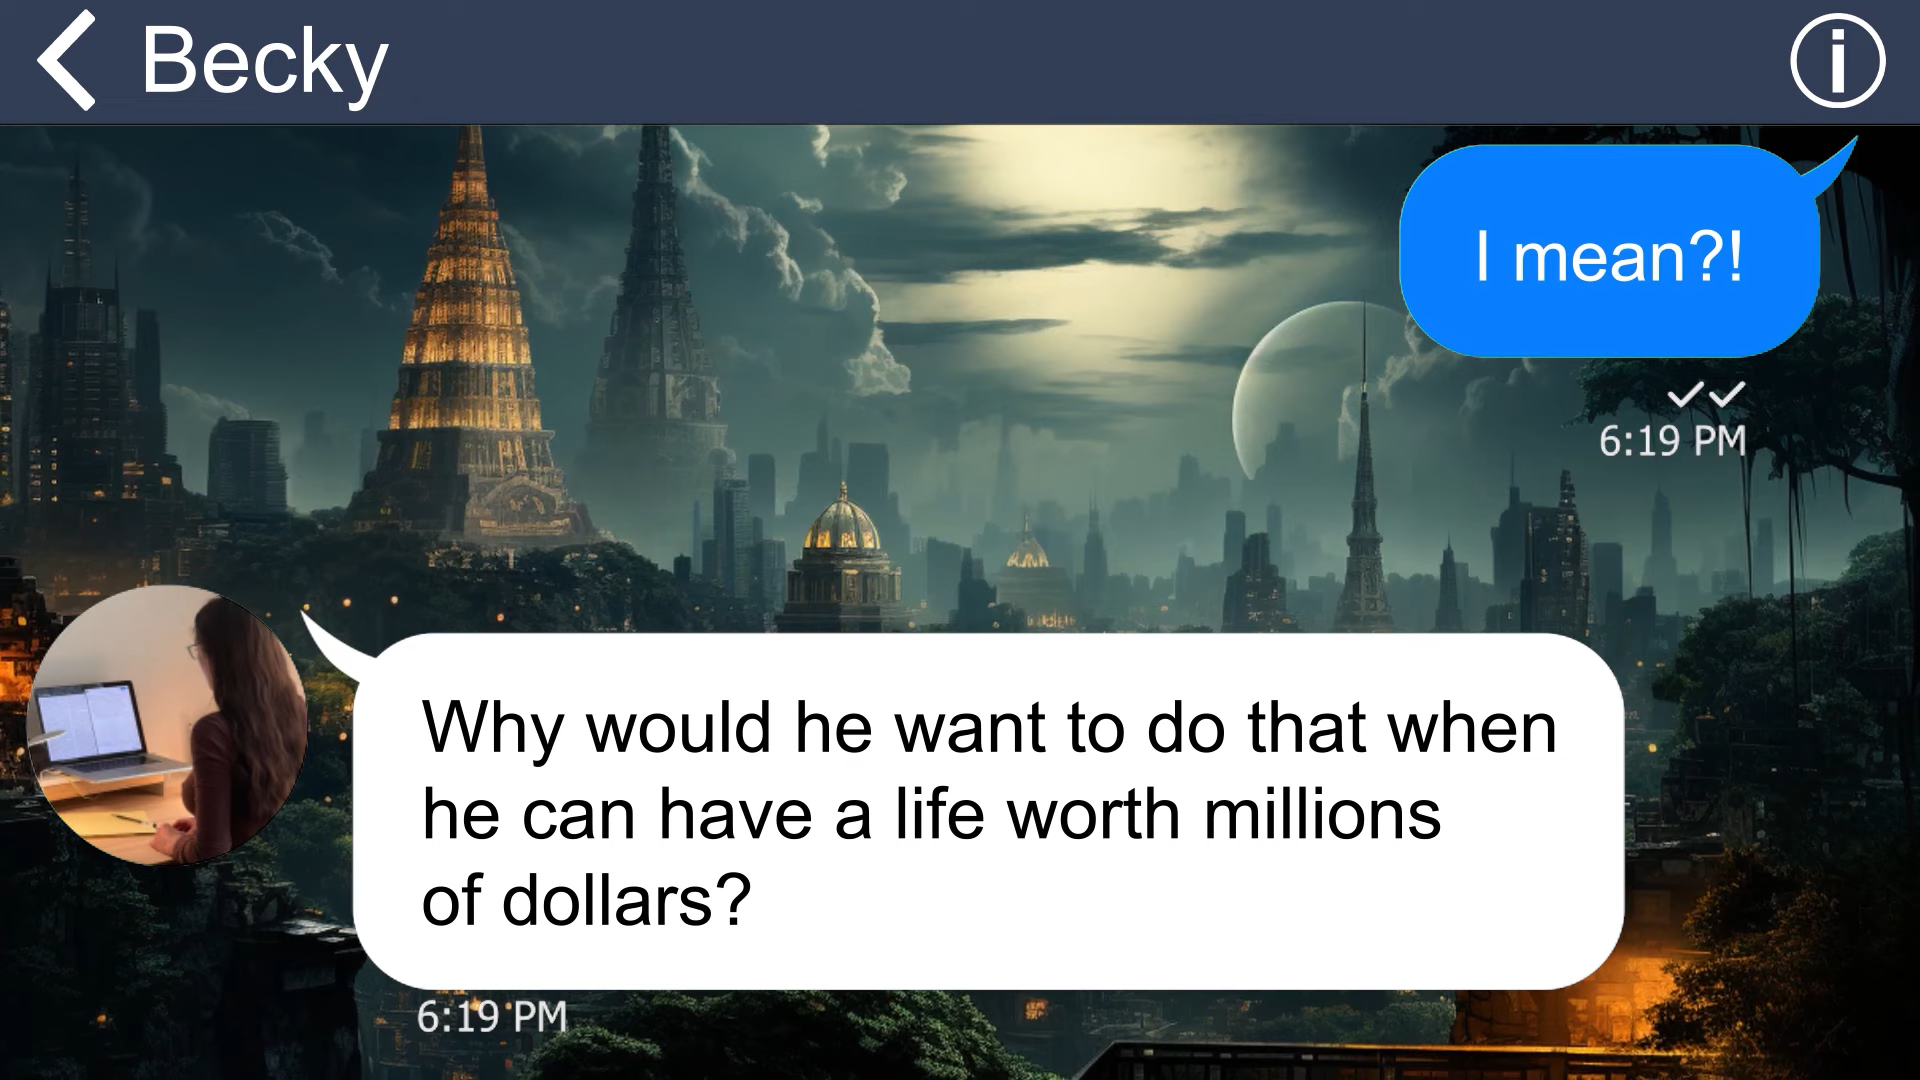 Becky
I mean?!
6:19 PM
Why would he want to do that when
he can have a life worth millions
of dollars?
6:19 PM